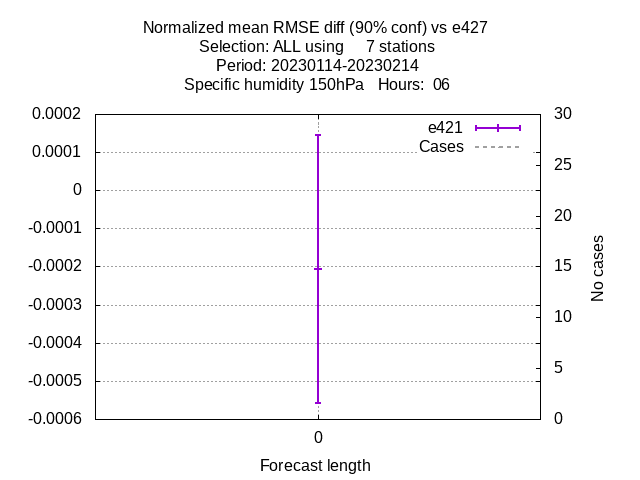 Normalized mean RMSE diff (90% conf) vs e427
Selection: ALL using     7 stations
Period: 20230114-20230214
Specific humidity 150hPa   Hours:  06
e421
Cases
0.0002
0.0001
0
-0.0001
-0.0002
-0.0003
-0.0004
-0.0005
-0.0006
30
25
20
15
10
5
0
No cases
0
Forecast length